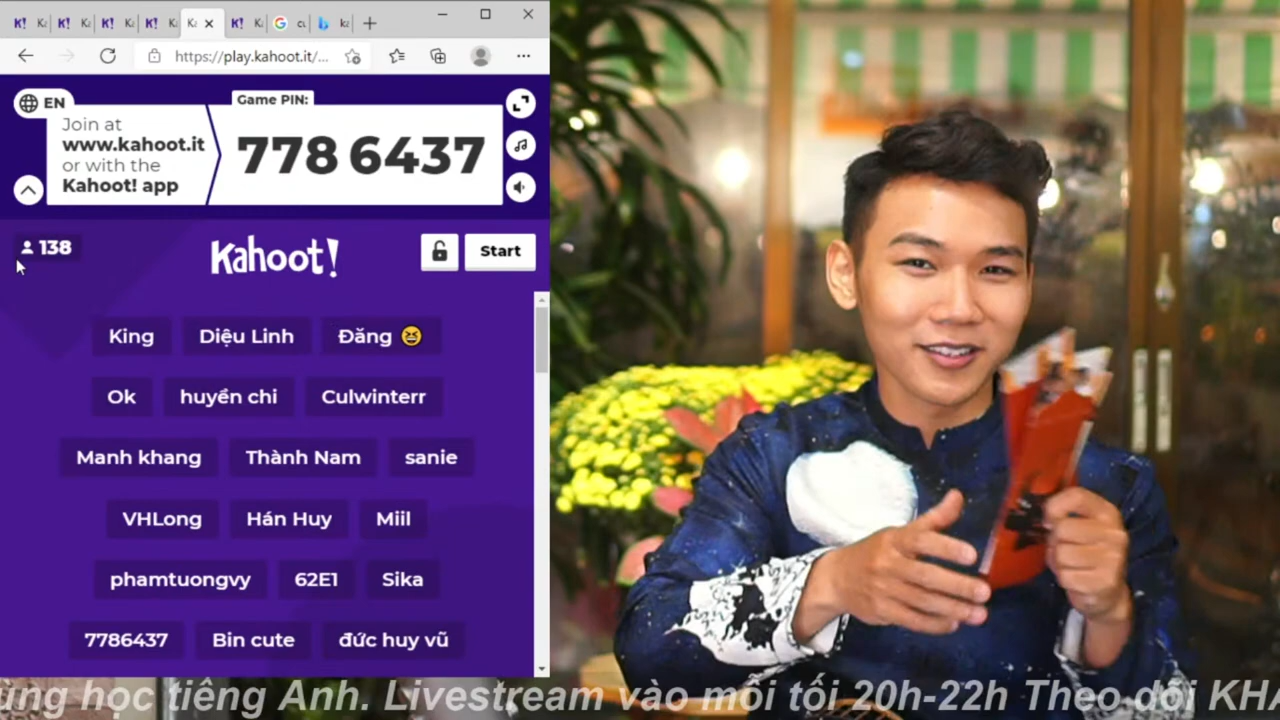 https://play.kahoot.it/...
EN
Join at
www.kahoot.it
or with the
Kahoot! app
Game PIN:
778 6437
138
Kahoot!
Start
King Diệu Linh Đăng 😆
Ok huyền chi Culwinterr
Manh khang Thành Nam sanie
VHLong Hán Huy Miil
phamtuongvy 62E1 Sika
7786437 Bin cute đức huy vũ
học tiếng Anh. Livestream vào mỗi tối 20h-22h Theo dõi